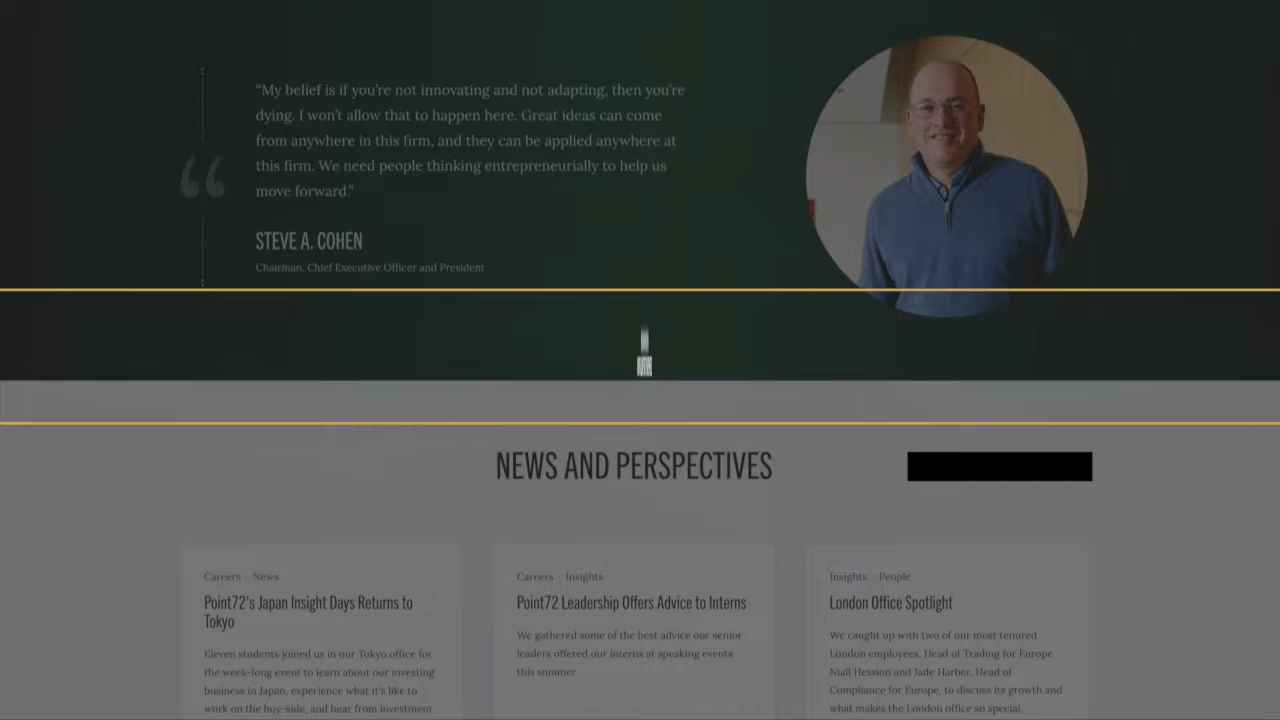 “My belief is if you’re not innovating and not adapting, then you’re
dying. I won’t allow that to happen here. Great ideas can come
from anywhere in this firm, and they can be applied anywhere at
this firm. We need people thinking entrepreneurially to help us
move forward.”
STEVE A. COHEN
Chairman, Chief Executive Officer and President
NEWS AND PERSPECTIVES
Careers News
Point72’s Japan Insight Days Returns to
Tokyo
Eleven students joined us in our Tokyo office for
the week-long event to learn about our investing
business in Japan, experience what it’s like to
work on the buy-side, and hear from investment
Careers Insights
Point72 Leadership Offers Advice to Interns
We gathered some of the best advice our senior
leaders offered our interns at speaking events
this summer
Insights People
London Office Spotlight
We caught up with two of our most tenured
London employees, Head of Trading for Europe
Niall Hession and Jade Harber, Head of
Compliance for Europe, to discuss its growth and
what makes the London office so special.